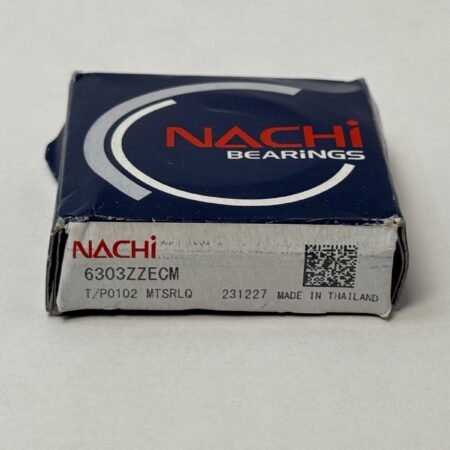 NACHi
BEARiNGS
NACHi
6303ZZECM
T/P0102 MTSRLQ 231227 MADE IN THAILAND